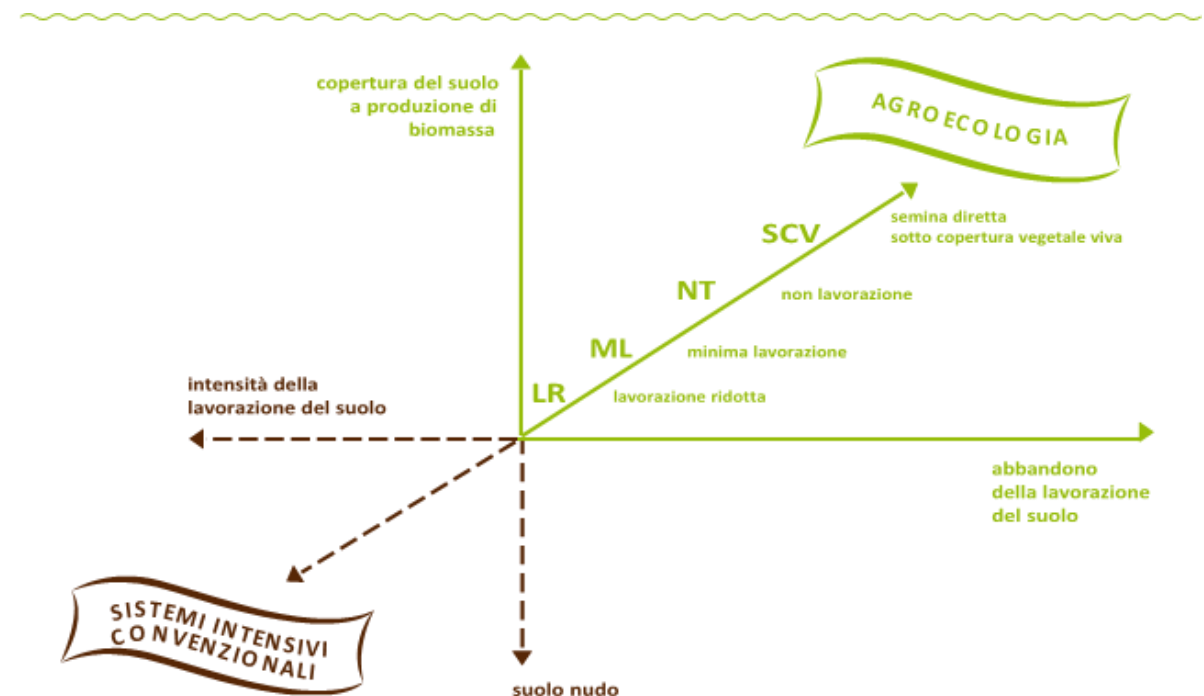 copertura del suolo
a produzione di
biomassa
AGROECOLOGIA
semina diretta
sotto copertura vegetale viva
SCV
NT
non lavorazione
ML
minima lavorazione
LR
lavorazione ridotta
intensità della
lavorazione del suolo
abbandono
della lavorazione
del suolo
SISTEMI INTENSIVI
CONVENZIONALI
suolo nudo